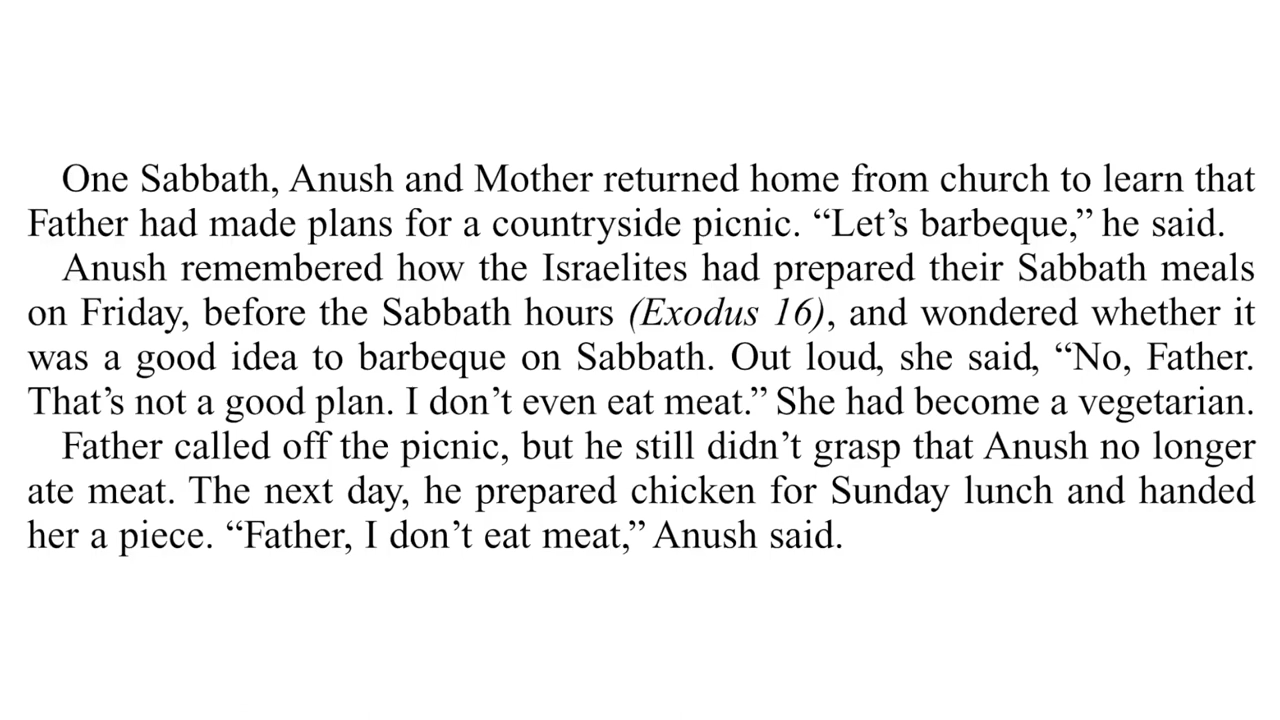 One Sabbath, Anush and Mother returned home from church to learn that
Father had made plans for a countryside picnic. “Let’s barbeque,” he said.
Anush remembered how the Israelites had prepared their Sabbath meals
on Friday, before the Sabbath hours (Exodus 16), and wondered whether it
was a good idea to barbeque on Sabbath. Out loud, she said, “No, Father.
That’s not a good plan. I don’t even eat meat.” She had become a vegetarian.
Father called off the picnic, but he still didn’t grasp that Anush no longer
ate meat. The next day, he prepared chicken for Sunday lunch and handed
her a piece. “Father, I don’t eat meat,” Anush said.